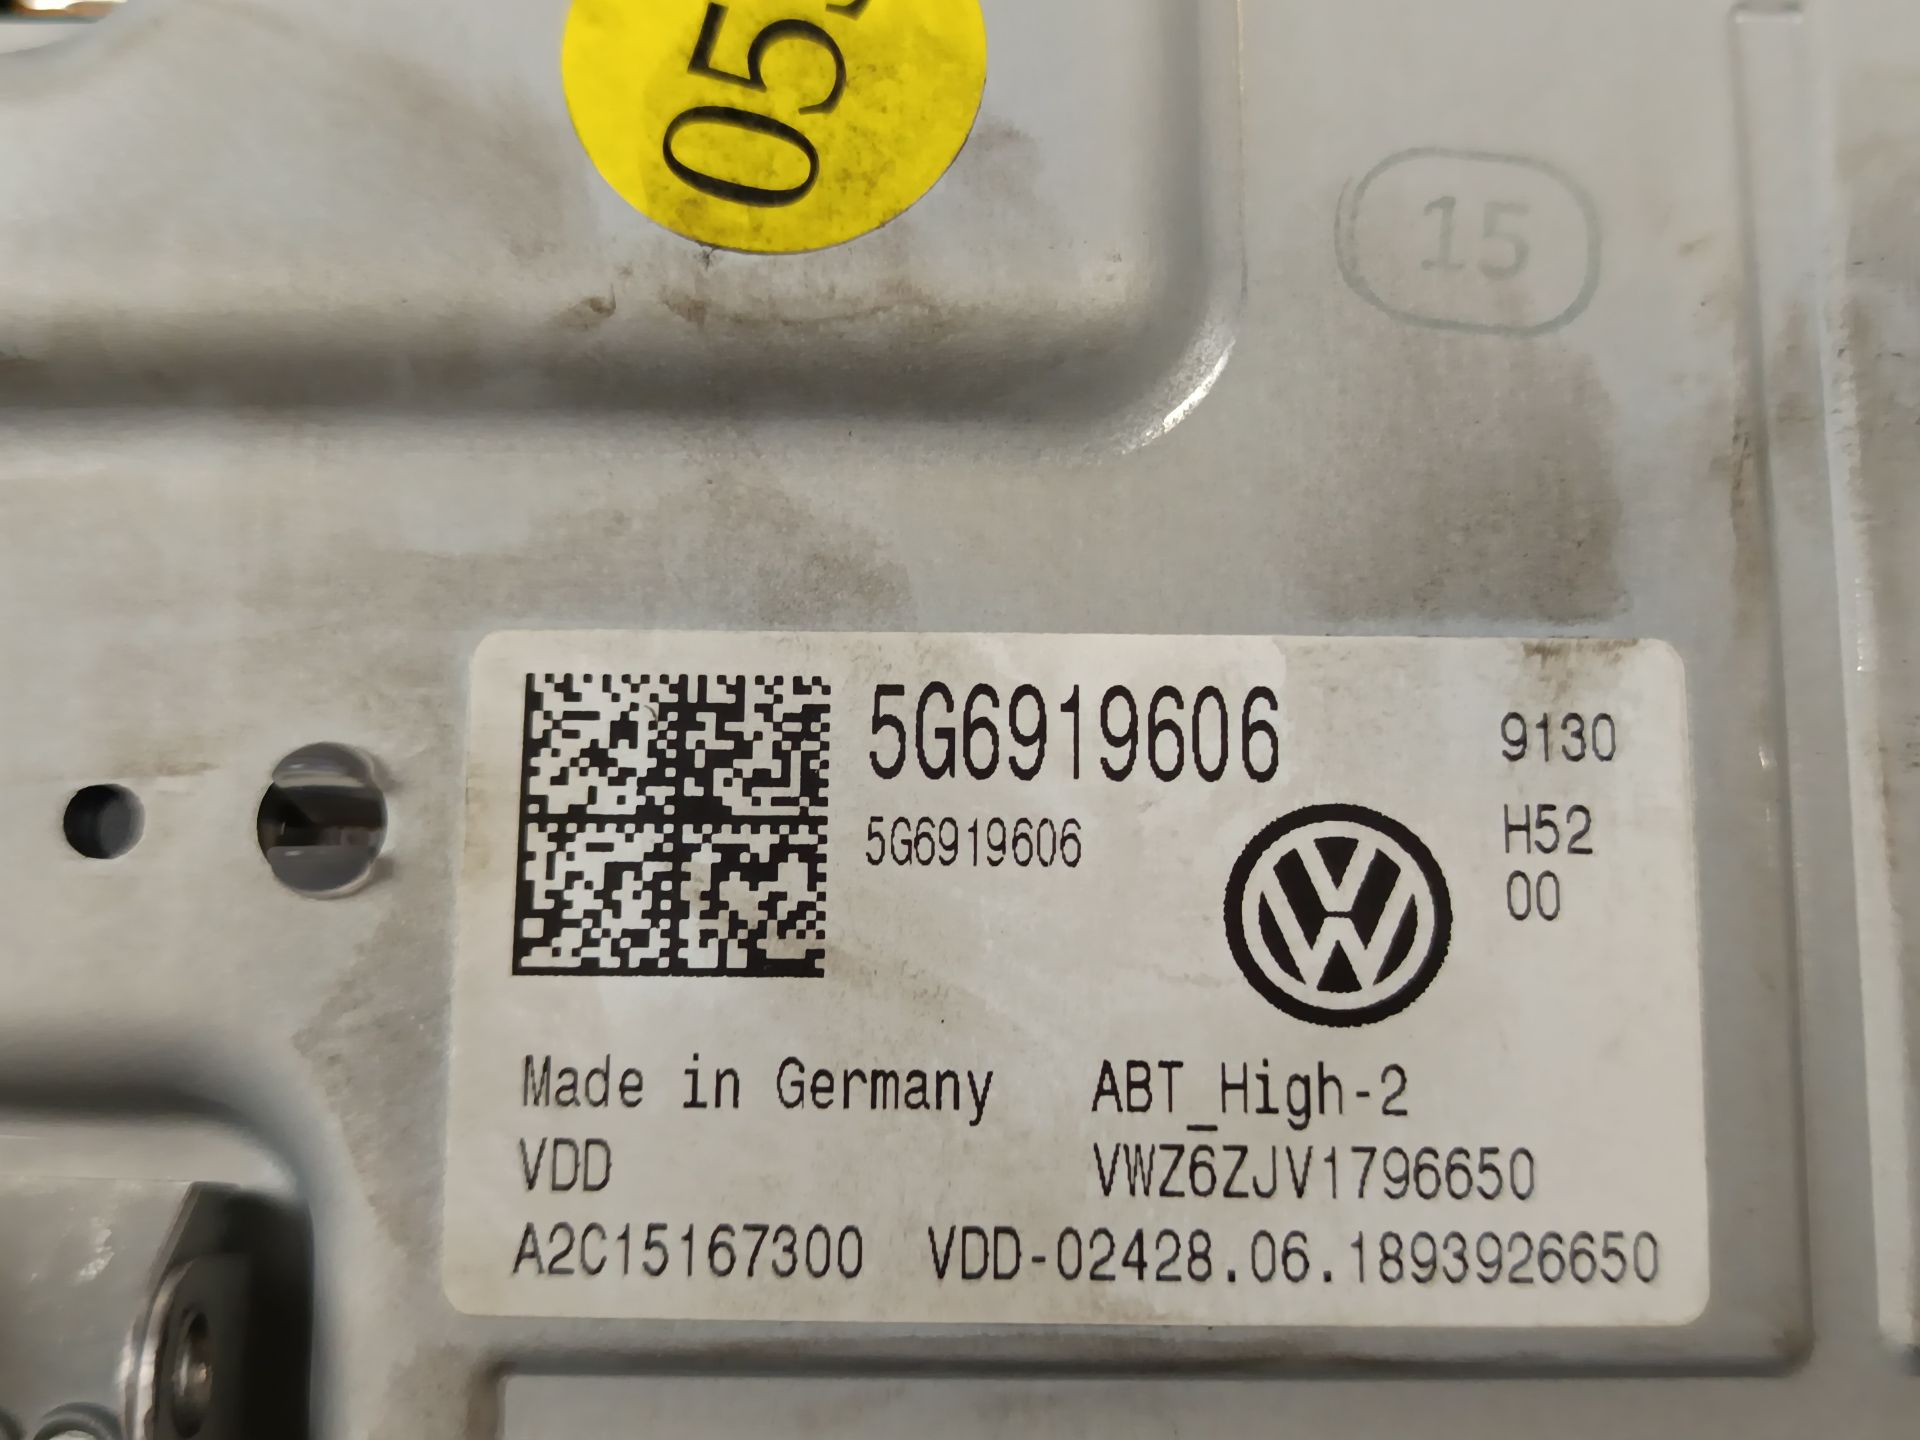 05
15
5G6919606
9130
5G6919606
H52
00
Made in Germany
ABT_High-2
VDD
VWZ6ZJV1796650
A2C15167300
VDD-02428.06.1893926650